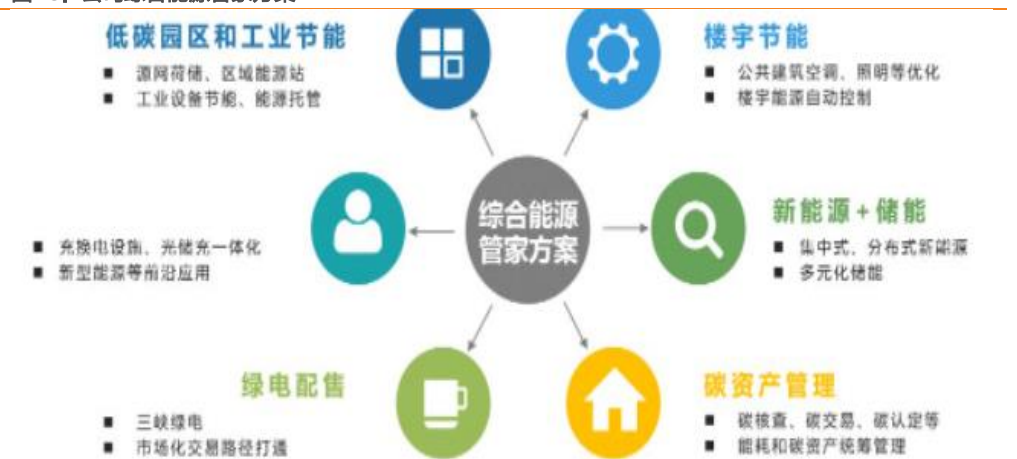 低碳园区和工业节能
■ 源网荷储、区域能源站
■ 工业设备节能、能源托管
楼宇节能
■ 公共建筑空调、照明等优化
■ 楼宇能源自动控制
综合能源
管家方案
■ 充换电设施、光储充一体化
■ 新型能源等前沿应用
新能源+储能
■ 集中式、分布式新能源
■ 多元化储能
绿电配售
■ 三峡绿电
■ 市场化交易路径打通
碳资产管理
■ 碳核查、碳交易、碳认定等
■ 能耗和碳资产统筹管理